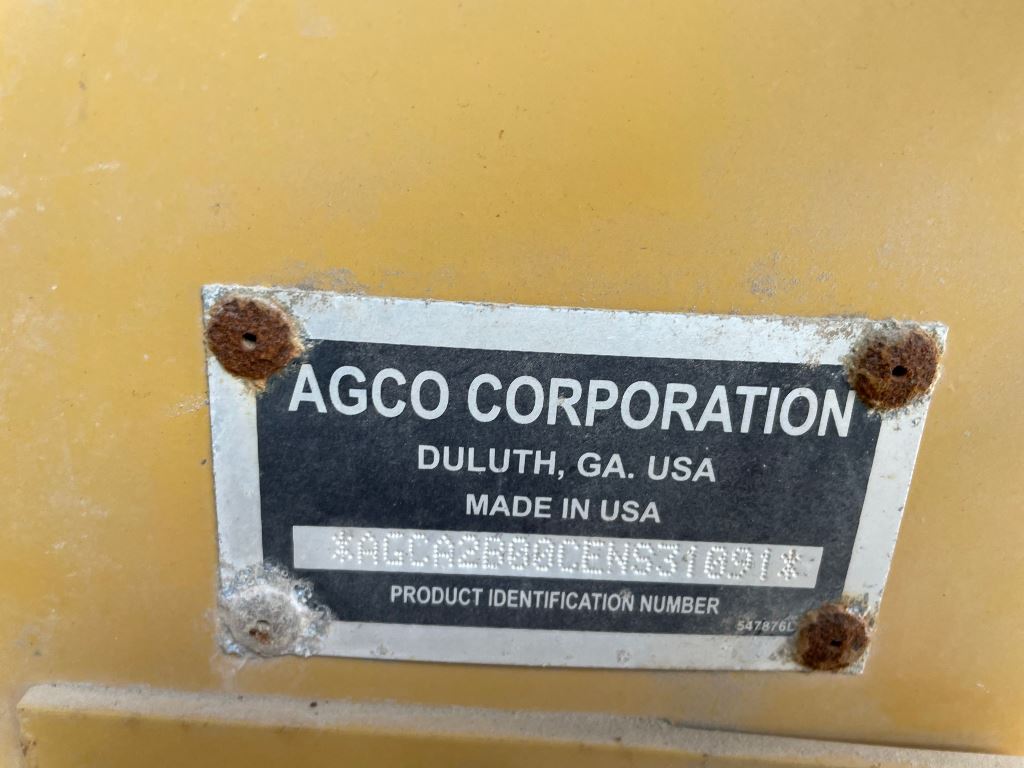 AGCO CORPORATION
DULUTH, GA. USA
MADE IN USA
*AGCA2B00CENS31091*
PRODUCT IDENTIFICATION NUMBER
547876L